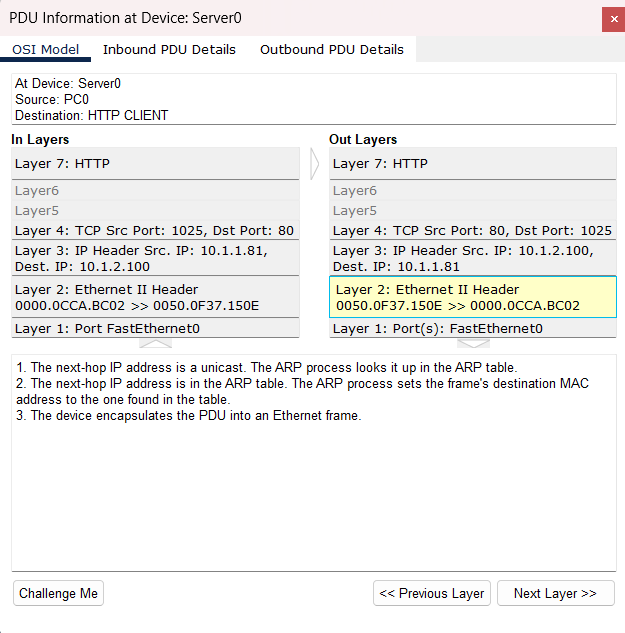 PDU Information at Device: Server0
OSI Model Inbound PDU Details Outbound PDU Details
At Device: Server0
Source: PC0
Destination: HTTP CLIENT
In Layers
Layer 7: HTTP
Layer6
Layer5
Layer 4: TCP Src Port: 1025, Dst Port: 80
Layer 3: IP Header Src. IP: 10.1.1.81,
Dest. IP: 10.1.2.100
Layer 2: Ethernet II Header
0000.0CCA.BC02 >> 0050.0F37.150E
Layer 1: Port FastEthernet0
Out Layers
Layer 7: HTTP
Layer6
Layer5
Layer 4: TCP Src Port: 80, Dst Port: 1025
Layer 3: IP Header Src. IP: 10.1.2.100,
Dest. IP: 10.1.1.81
Layer 2: Ethernet II Header
0050.0F37.150E >> 0000.0CCA.BC02
Layer 1: Port(s): FastEthernet0
1. The next-hop IP address is a unicast. The ARP process looks it up in the ARP table.
2. The next-hop IP address is in the ARP table. The ARP process sets the frame's destination MAC
address to the one found in the table.
3. The device encapsulates the PDU into an Ethernet frame.
Challenge Me << Previous Layer Next Layer >>